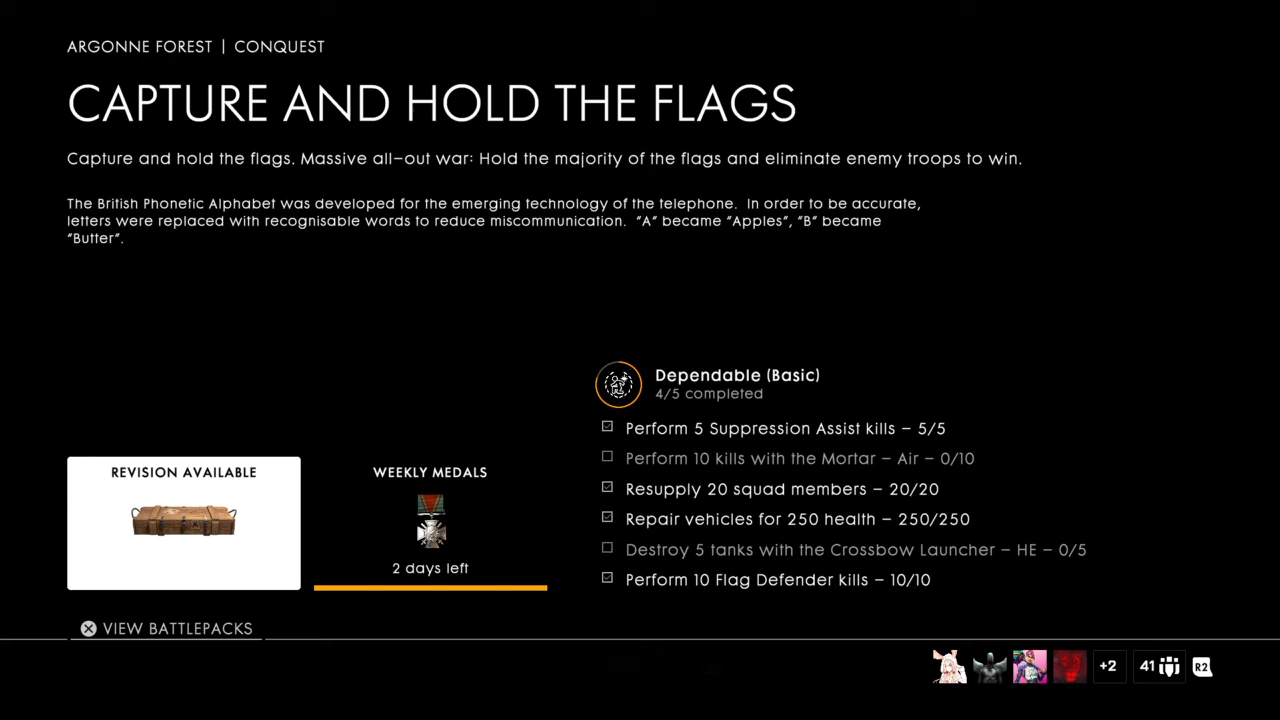 ARGONNE FOREST | CONQUEST
CAPTURE AND HOLD THE FLAGS
Capture and hold the flags. Massive all-out war: Hold the majority of the flags and eliminate enemy troops to win.
The British Phonetic Alphabet was developed for the emerging technology of the telephone. In order to be accurate,
letters were replaced with recognisable words to reduce miscommunication. "A" became "Apples", "B" became
"Butter".
Dependable (Basic)
4/5 completed
Perform 5 Suppression Assist kills - 5/5
Perform 10 kills with the Mortar - Air - 0/10
Resupply 20 squad members - 20/20
Repair vehicles for 250 health - 250/250
Destroy 5 tanks with the Crossbow Launcher - HE - 0/5
Perform 10 Flag Defender kills - 10/10
REVISION AVAILABLE
WEEKLY MEDALS
2 days left
VIEW BATTLEPACKS
+2
41
R2